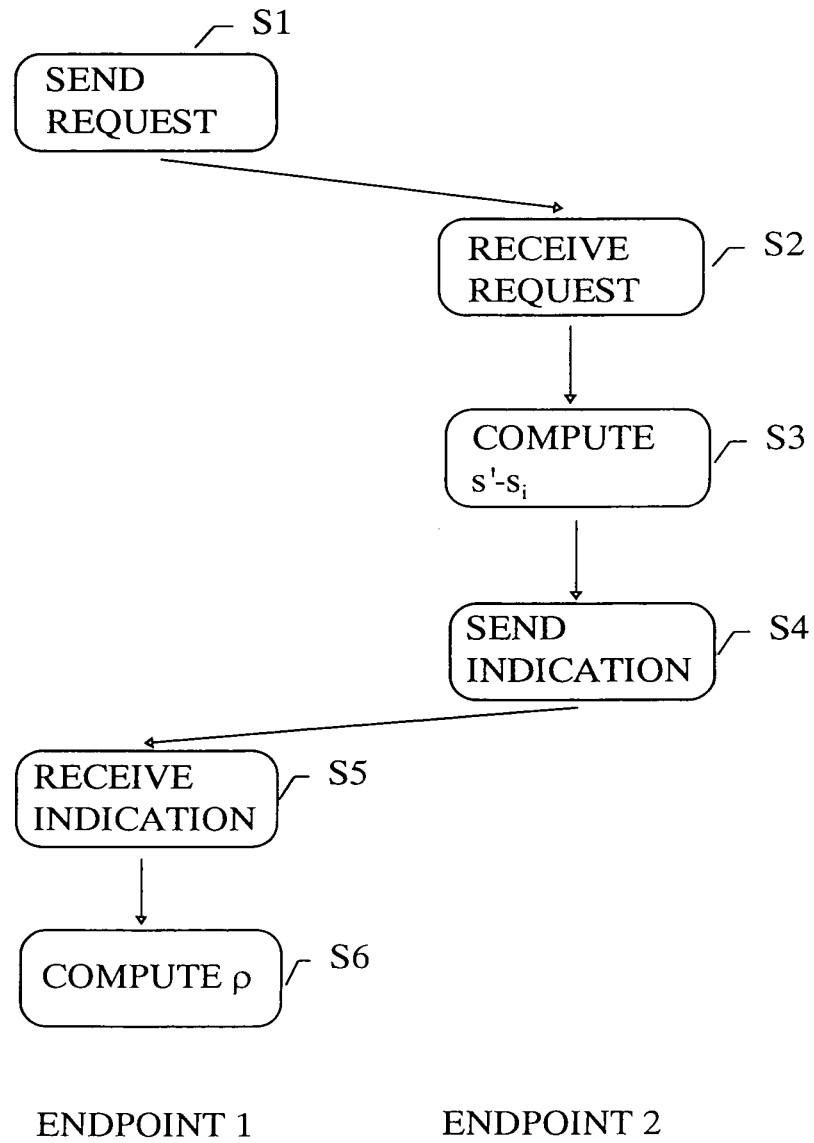 S1
SEND
REQUEST
RECEIVE
REQUEST
S2
COMPUTE
s'-sᵢ
S3
SEND
INDICATION
S4
RECEIVE
INDICATION
S5
COMPUTE ρ
S6
ENDPOINT 1
ENDPOINT 2